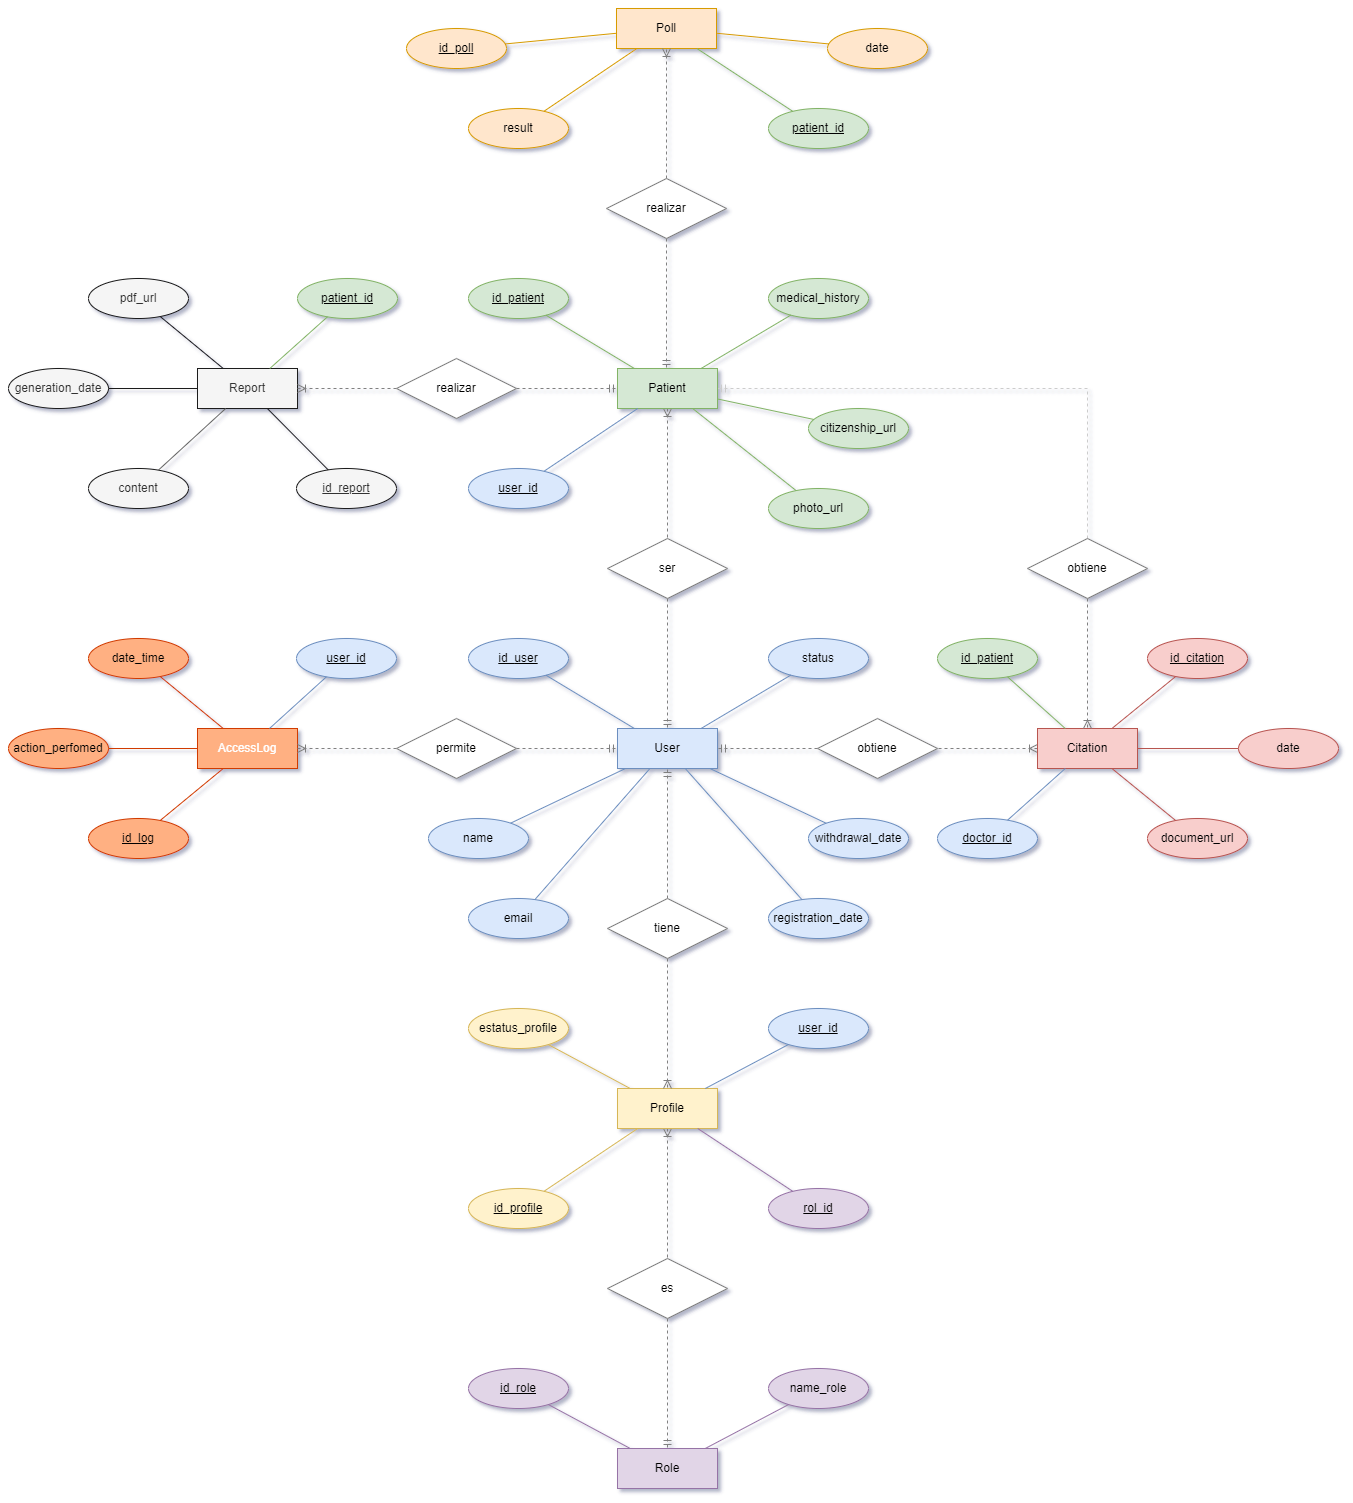 Poll
id_poll
date
result
patient_id
realizar
pdf_url
patient_id
id_patient
medical_history
generation_date
Report
realizar
Patient
citizenship_url
content
id_report
user_id
photo_url
ser
obtiene
date_time
user_id
id_user
status
id_patient
id_citation
action_perfomed
AccessLog
permite
User
obtiene
Citation
date
id_log
name
withdrawal_date
doctor_id
document_url
email
tiene
registration_date
estatus_profile
user_id
Profile
id_profile
rol_id
es
id_role
name_role
Role